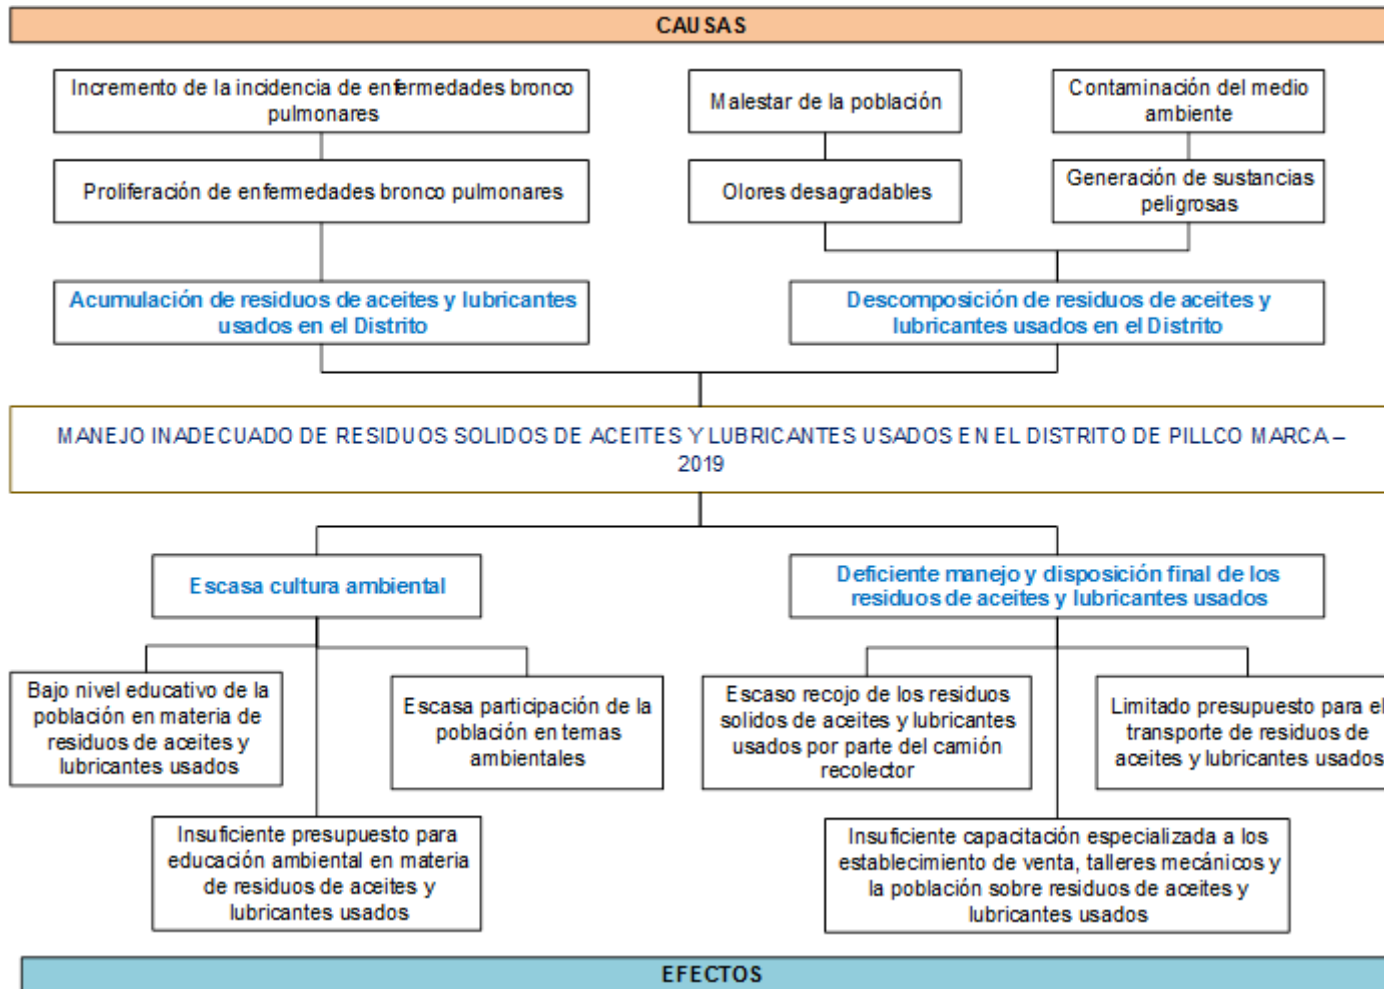 CAUSAS
Incremento de la incidencia de enfermedades bronco
pulmonares
Malestar de la población
Contaminación del medio
ambiente
Proliferación de enfermedades bronco pulmonares
Olores desagradables
Generación de sustancias
peligrosas
Acumulación de residuos de aceites y lubricantes
usados en el Distrito
Descomposición de residuos de aceites y
lubricantes usados en el Distrito
MANEJO INADECUADO DE RESIDUOS SOLIDOS DE ACEITES Y LUBRICANTES USADOS EN EL DISTRITO DE PILLCO MARCA –
2019
Escasa cultura ambiental
Deficiente manejo y disposición final de los
residuos de aceites y lubricantes usados
Bajo nivel educativo de la
población en materia de
residuos de aceites y
lubricantes usados
Escasa participación de la
población en temas
ambientales
Escaso recojo de los residuos
solidos de aceites y lubricantes
usados por parte del camión
recolector
Limitado presupuesto para el
transporte de residuos de
aceites y lubricantes usados
Insuficiente presupuesto para
educación ambiental en materia
de residuos de aceites y
lubricantes usados
Insuficiente capacitación especializada a los
establecimiento de venta, talleres mecánicos y
la población sobre residuos de aceites y
lubricantes usados
EFECTOS